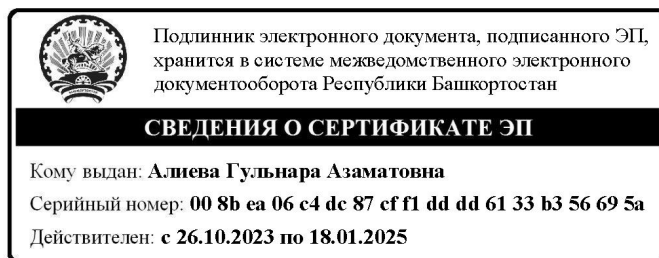 Подлинник электронного документа, подписанного ЭП,
хранится в системе межведомственного электронного
документооборота Республики Башкортостан
СВЕДЕНИЯ О СЕРТИФИКАТЕ ЭП
Кому выдан: Алиева Гульнара Азаматовна
Серийный номер: 00 8b ea 06 c4 dc 87 cf f1 dd dd 61 33 b3 56 69 5a
Действителен: с 26.10.2023 по 18.01.2025